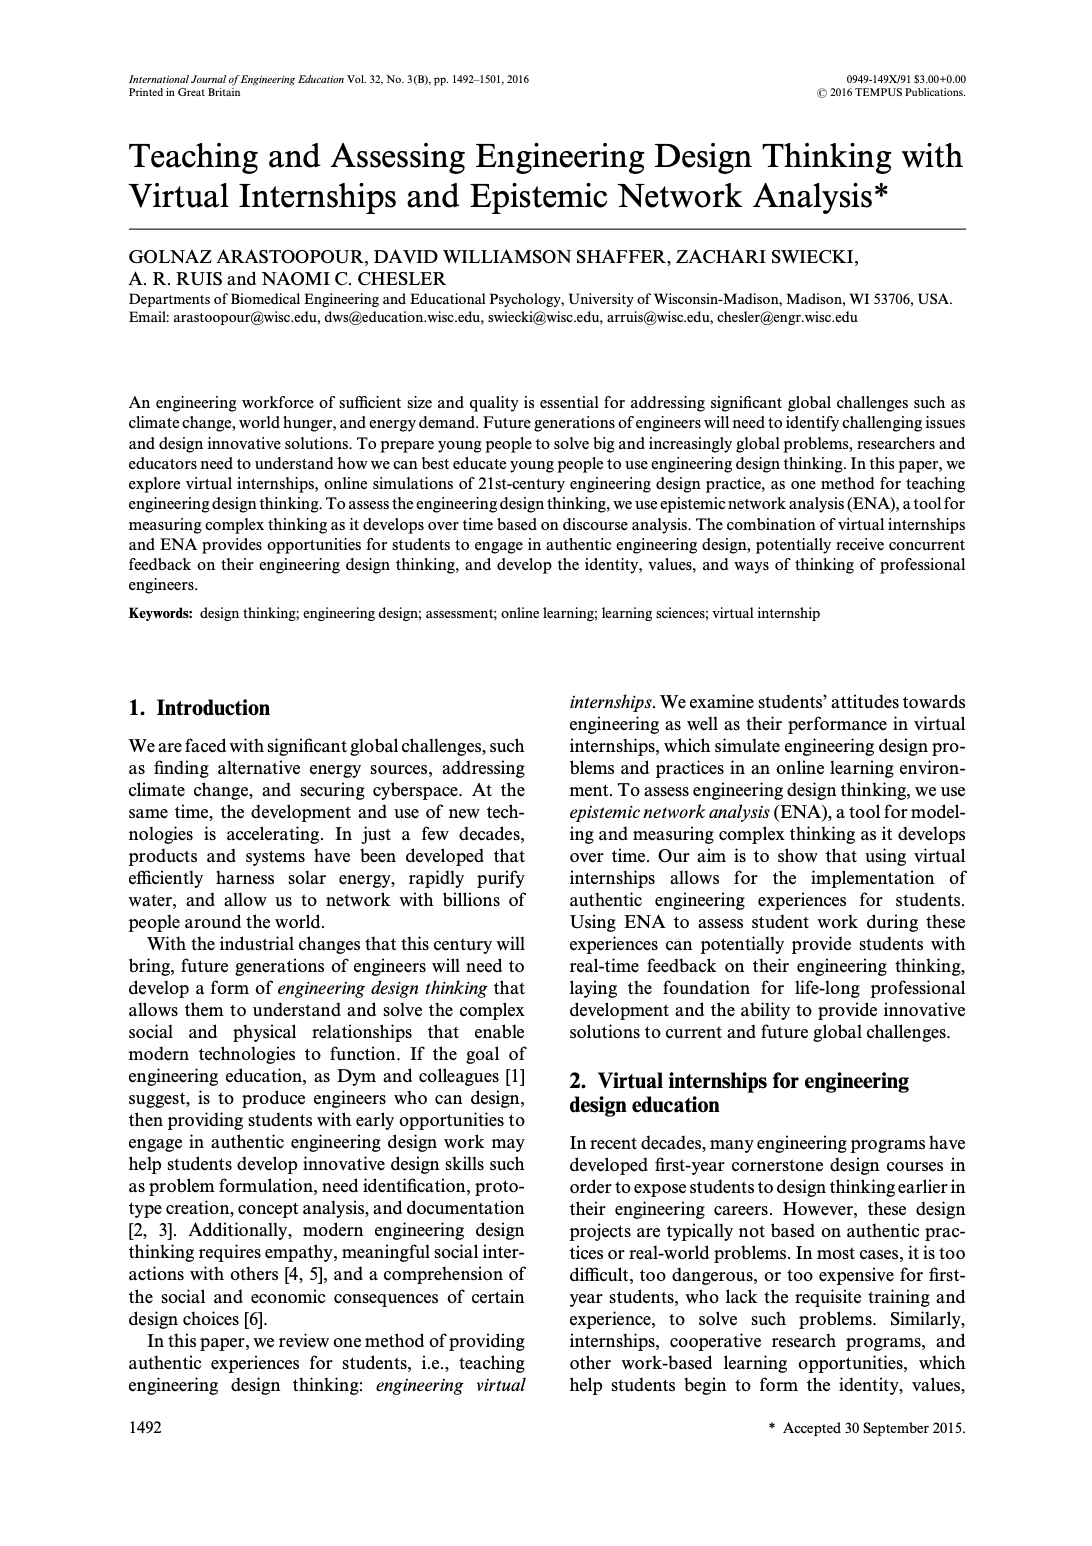 International Journal of Engineering Education Vol. 32, No. 3(B), pp. 1492–1501, 2016
Printed in Great Britain
0949-149X/91 $3.00+0.00
© 2016 TEMPUS Publications.
Teaching and Assessing Engineering Design Thinking with
Virtual Internships and Epistemic Network Analysis*
GOLNAZ ARASTOOPOUR, DAVID WILLIAMSON SHAFFER, ZACHARI SWIECKI,
A. R. RUIS and NAOMI C. CHESLER
Departments of Biomedical Engineering and Educational Psychology, University of Wisconsin-Madison, Madison, WI 53706, USA.
Email: arastoopour@wisc.edu, dws@education.wisc.edu, swiecki@wisc.edu, arruis@wisc.edu, chesler@engr.wisc.edu
An engineering workforce of sufficient size and quality is essential for addressing significant global challenges such as
climate change, world hunger, and energy demand. Future generations of engineers will need to identify challenging issues
and design innovative solutions. To prepare young people to solve big and increasingly global problems, researchers and
educators need to understand how we can best educate young people to use engineering design thinking. In this paper, we
explore virtual internships, online simulations of 21st-century engineering design practice, as one method for teaching
engineering design thinking. To assess the engineering design thinking, we use epistemic network analysis (ENA), a tool for
measuring complex thinking as it develops over time based on discourse analysis. The combination of virtual internships
and ENA provides opportunities for students to engage in authentic engineering design, potentially receive concurrent
feedback on their engineering design thinking, and develop the identity, values, and ways of thinking of professional
engineers.
Keywords: design thinking; engineering design; assessment; online learning; learning sciences; virtual internship
1. Introduction
We are faced with significant global challenges, such
as finding alternative energy sources, addressing
climate change, and securing cyberspace. At the
same time, the development and use of new tech-
nologies is accelerating. In just a few decades,
products and systems have been developed that
efficiently harness solar energy, rapidly purify
water, and allow us to network with billions of
people around the world.
With the industrial changes that this century will
bring, future generations of engineers will need to
develop a form of engineering design thinking that
allows them to understand and solve the complex
social and physical relationships that enable
modern technologies to function. If the goal of
engineering education, as Dym and colleagues [1]
suggest, is to produce engineers who can design,
then providing students with early opportunities to
engage in authentic engineering design work may
help students develop innovative design skills such
as problem formulation, need identification, proto-
type creation, concept analysis, and documentation
[2, 3]. Additionally, modern engineering design
thinking requires empathy, meaningful social inter-
actions with others [4, 5], and a comprehension of
the social and economic consequences of certain
design choices [6].
In this paper, we review one method of providing
authentic experiences for students, i.e., teaching
engineering design thinking: engineering virtual
internships. We examine students' attitudes towards
engineering as well as their performance in virtual
internships, which simulate engineering design pro-
blems and practices in an online learning environ-
ment. To assess engineering design thinking, we use
epistemic network analysis (ENA), a tool for model-
ing and measuring complex thinking as it develops
over time. Our aim is to show that using virtual
internships allows for the implementation of
authentic engineering experiences for students.
Using ENA to assess student work during these
experiences can potentially provide students with
real-time feedback on their engineering thinking,
laying the foundation for life-long professional
development and the ability to provide innovative
solutions to current and future global challenges.
2. Virtual internships for engineering
design education
In recent decades, many engineering programs have
developed first-year cornerstone design courses in
order to expose students to design thinking earlier in
their engineering careers. However, these design
projects are typically not based on authentic prac-
tices or real-world problems. In most cases, it is too
difficult, too dangerous, or too expensive for first-
year students, who lack the requisite training and
experience, to solve such problems. Similarly,
internships, cooperative research programs, and
other work-based learning opportunities, which
help students begin to form the identity, values,
1492
* Accepted 30 September 2015.